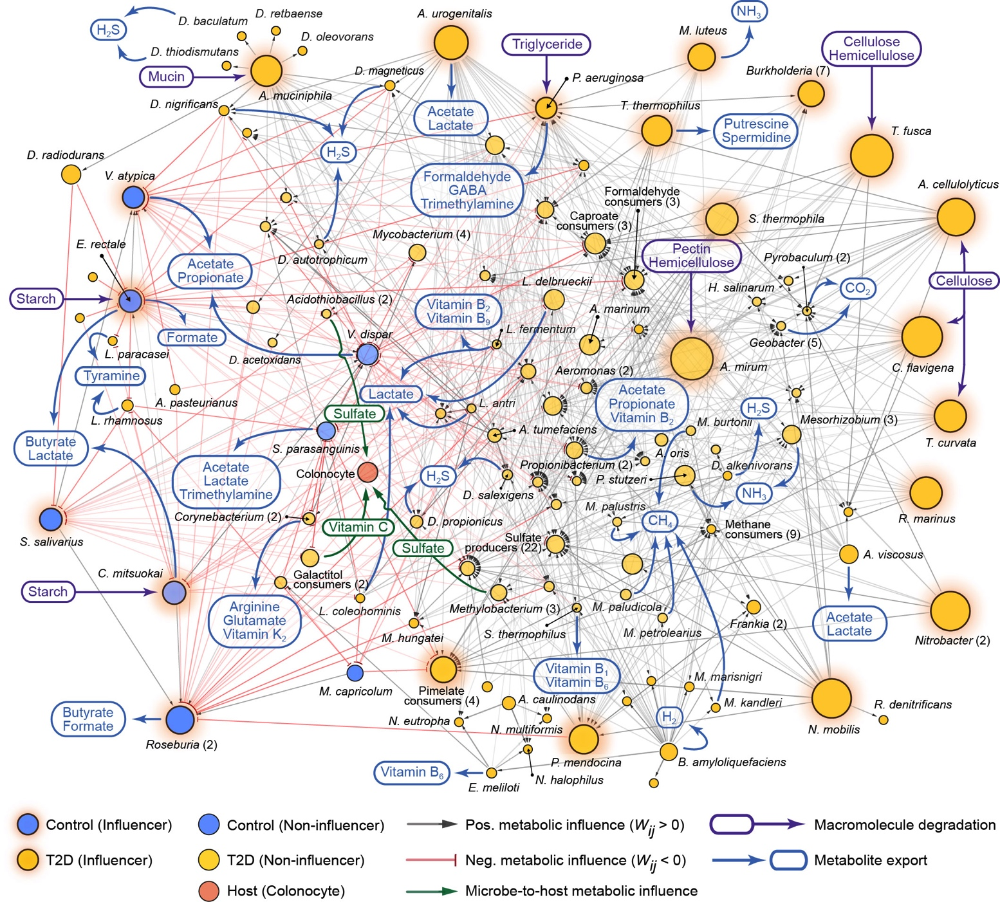 D. retbaense
A. urogenitalis
NH3
D. baculatum
H2S
D. oleovorans
M. luteus
Triglyceride
Cellulose
Hemicellulose
D. thiodismutans
Mucin
D. magneticus
P. aeruginosa
Burkholderia (7)
A. muciniphila
D. nigrificans
T. thermophilus
Acetate
Lactate
Putrescine
Spermidine
T. fusca
H2S
D. radiodurans
V. atypica
Formaldehyde
GABA
Trimethylamine
A. cellulolyticus
Formaldehyde
consumers (3)
Caproate
consumers (3)
S. thermophila
Mycobacterium (4)
E. rectale
D. autotrophicum
Pectin
Hemicellulose
Pyrobaculum (2)
Acetate
Propionate
L. delbrueckii
H. salinarum
CO2
Cellulose
Starch
Acidothiobacillus (2)
Vitamin B2
Vitamin B9
A. marinum
Formate
V. dispar
L. fermentum
Geobacter (5)
L. paracasei
D. acetoxidans
C. flavigena
Tyramine
Aeromonas (2)
A. mirum
Lactate
Acetate
Propionate
Vitamin B2
A. pasteurianus
L. antri
H2S
Sulfate
L. rhamnosus
M. burtonii
Mesorhizobium (3)
A. tumefaciens
T. curvata
Butyrate
Lactate
S. parasanguinis
A. oris
Propionibacterium (2)
D. alkenivorans
Acetate
Lactate
Trimethylamine
Colonocyte
H2S
P. stutzeri
D. salexigens
NH3
M. palustris
R. marinus
Corynebacterium (2)
D. propionicus
CH4
Vitamin C
Methane
consumers (9)
S. salivarius
Sulfate
producers (22)
Sulfate
A. viscosus
C. mitsuokai
Galactitol
consumers (2)
Starch
Arginine
Glutamate
Vitamin K2
L. coleohominis
Methylobacterium (3)
M. paludicola
Acetate
Lactate
Frankia (2)
M. hungatei
S. thermophilus
M. petrolearius
Nitrobacter (2)
Vitamin B1
Vitamin B6
M. marisnigri
M. capricolum
Pimelate
consumers (4)
A. caulinodans
M. kandleri
R. denitrificans
Butyrate
Formate
N. eutropha
N. multiformis
H2
N. mobilis
Roseburia (2)
P. mendocina
B. amyloliquefaciens
Vitamin B6
N. halophilus
E. meliloti
Control (Influencer)
Control (Non-influencer)
Pos. metabolic influence (Wij > 0)
Macromolecule degradation
T2D (Influencer)
T2D (Non-influencer)
Neg. metabolic influence (Wij < 0)
Metabolite export
Host (Colonocyte)
Microbe-to-host metabolic influence